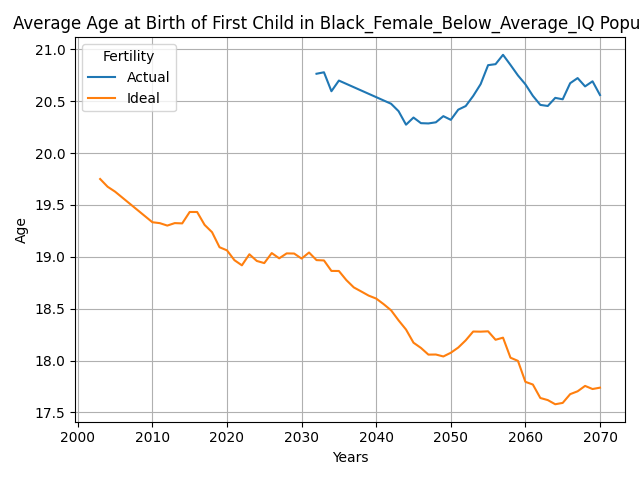 Average Age at Birth of First Child in Black_Female_Below_Average_IQ Popu
21.0
20.5
20.0
19.5
19.0
18.5
18.0
17.5
Age
Fertility
Actual
Ideal
2000 2010 2020 2030 2040 2050 2060 2070
Years